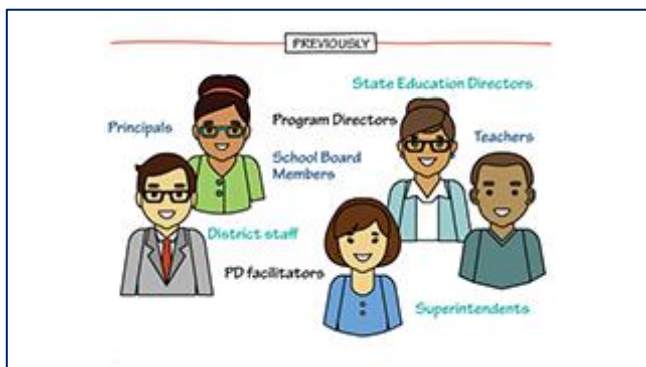 PREVIOUSLY
State Education Directors
Principals
Program Directors
Teachers
School Board
Members
District staff
PD facilitators
Superintendents